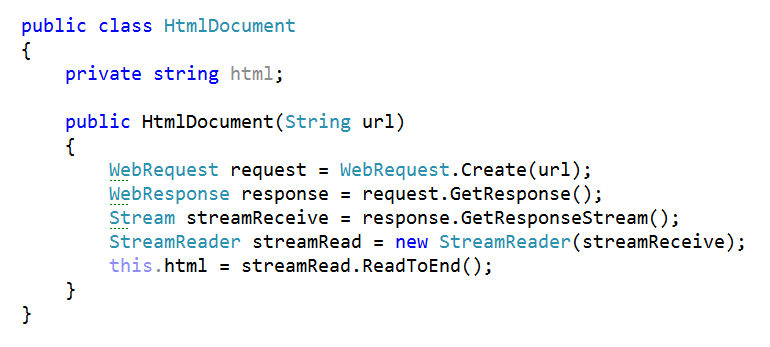 public class HtmlDocument
{
    private string html;

    public HtmlDocument(String url)
    {
        WebRequest request = WebRequest.Create(url);
        WebResponse response = request.GetResponse();
        Stream streamReceive = response.GetResponseStream();
        StreamReader streamRead = new StreamReader(streamReceive);
        this.html = streamRead.ReadToEnd();
    }
}